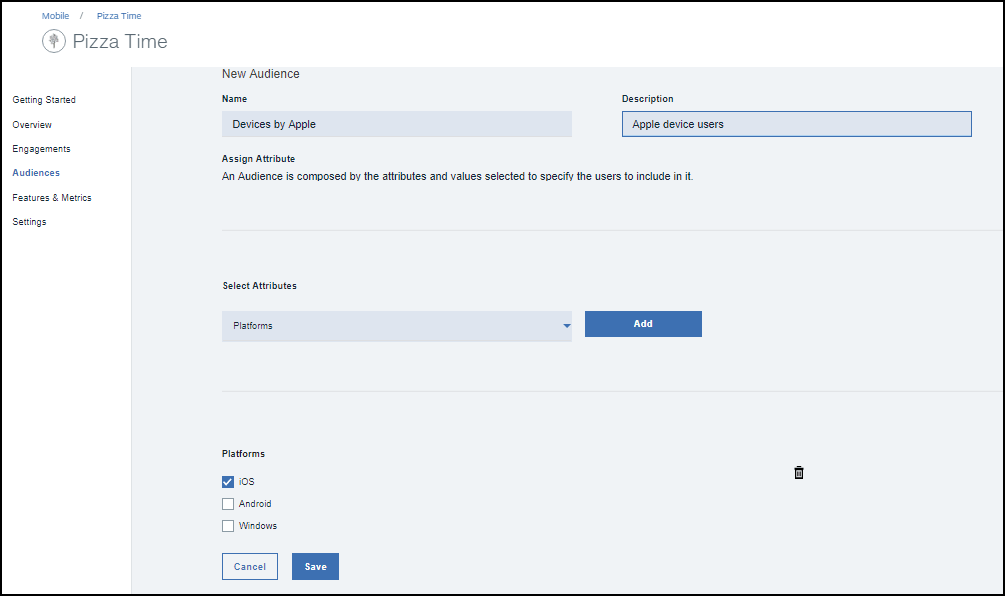 Mobile / Pizza Time
Pizza Time
Getting Started
Overview
Engagements
Audiences
Features & Metrics
Settings
New Audience
Name
Description
Devices by Apple
Apple device users
Assign Attribute
An Audience is composed by the attributes and values selected to specify the users to include in it.
Select Attributes
Platforms
Add
Platforms
iOS
Android
Windows
Cancel
Save